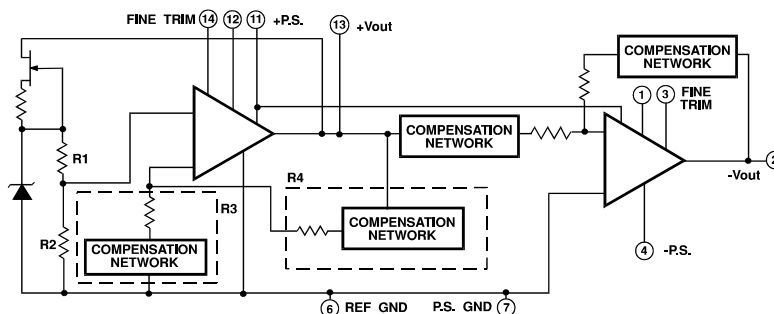 FINE TRIM 14 12 11 +P.S. 13 +Vout
COMPENSATION
NETWORK
1 3 FINE
TRIM
R1
COMPENSATION
NETWORK
2
-Vout
R4
R3
COMPENSATION
NETWORK
R2
COMPENSATION
NETWORK
4 -P.S.
6 REF GND P.S. GND 7